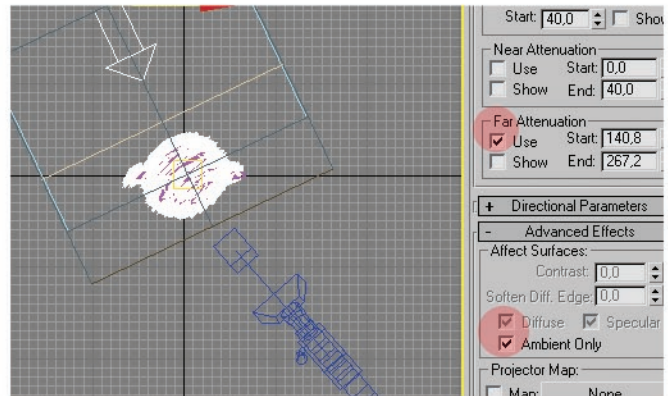 Start: 40,0
Near Attenuation
Use Start: 0,0
Show End: 40,0
Far Attenuation
Use Start: 140,8
Show End: 267,2
+ Directional Parameters
- Advanced Effects
Affect Surfaces:
Contrast: 0,0
Soften Diff. Edge: 0,0
Diffuse Specular
Ambient Only
Projector Map:
Map: None